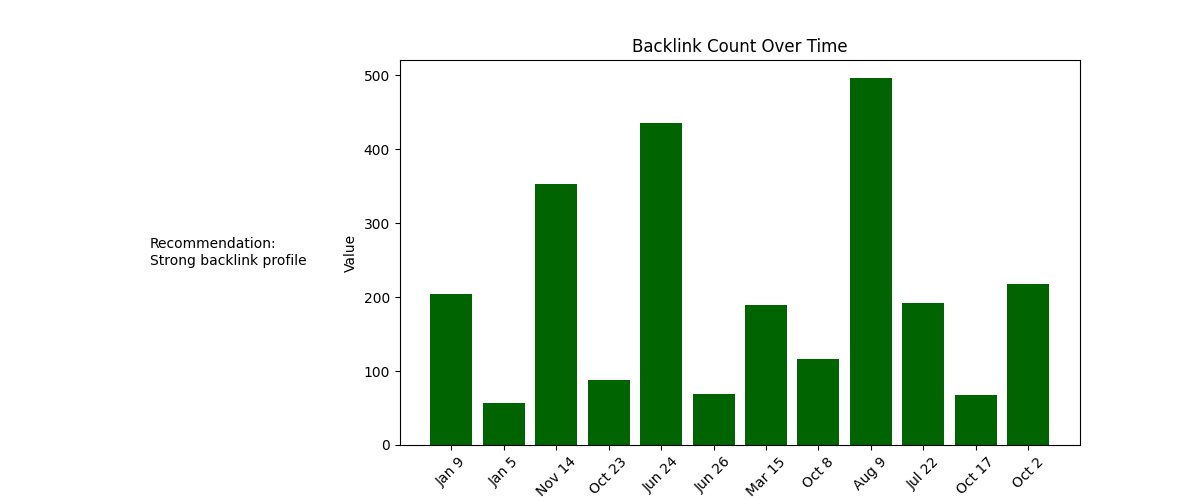 Backlink Count Over Time
Recommendation:
Strong backlink profile
Value
500
400
300
200
100
0
Jan 9
Jan 5
Nov 14
Oct 23
Jun 24
Jun 26
Mar 15
Oct 8
Aug 9
Jul 22
Oct 17
Oct 2